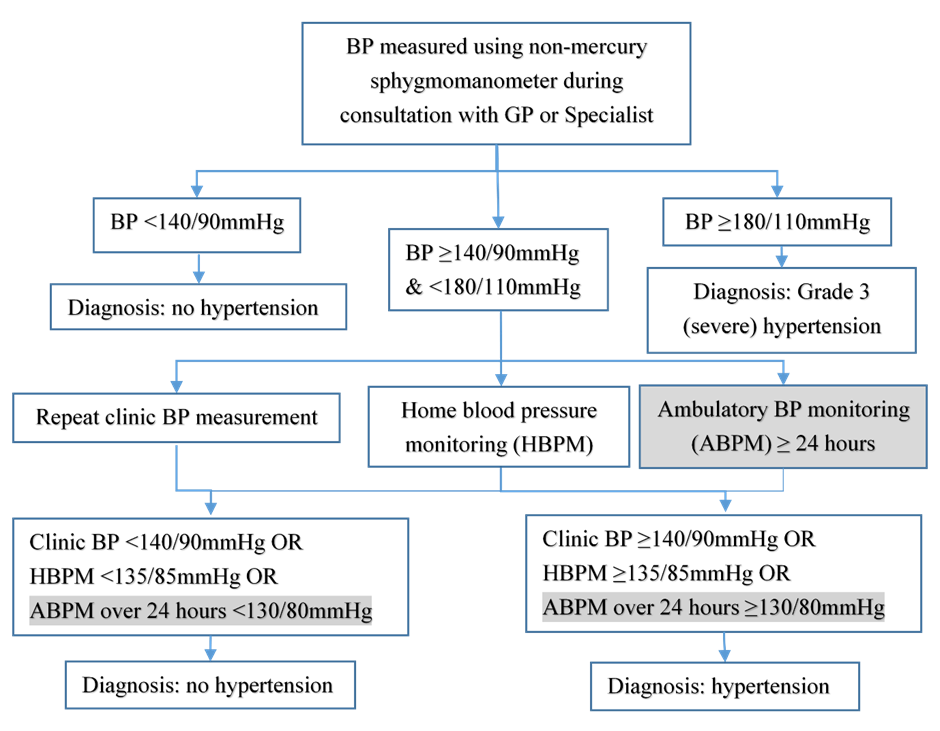 BP measured using non-mercury
sphygmomanometer during
consultation with GP or Specialist
BP <140/90mmHg
BP ≥140/90mmHg
& <180/110mmHg
BP ≥180/110mmHg
Diagnosis: no hypertension
Diagnosis: Grade 3
(severe) hypertension
Repeat clinic BP measurement
Home blood pressure
monitoring (HBPM)
Ambulatory BP monitoring
(ABPM) ≥ 24 hours
Clinic BP <140/90mmHg OR
HBPM <135/85mmHg OR
ABPM over 24 hours <130/80mmHg
Clinic BP ≥140/90mmHg OR
HBPM ≥135/85mmHg OR
ABPM over 24 hours ≥130/80mmHg
Diagnosis: no hypertension
Diagnosis: hypertension